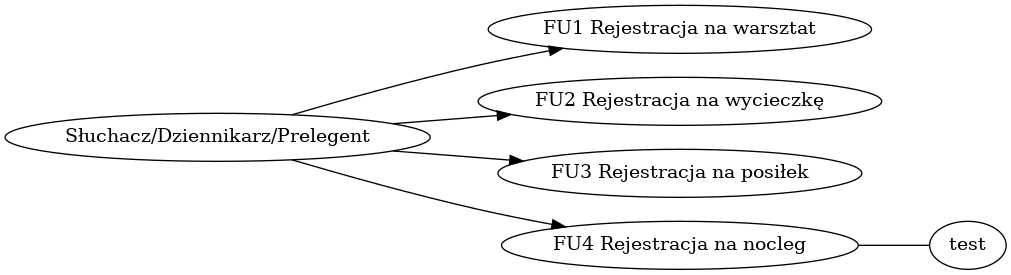 FU1 Rejestracja na warsztat
FU2 Rejestracja na wycieczkę
Słuchacz/Dziennikarz/Prelegent
FU3 Rejestracja na posiłek
FU4 Rejestracja na nocleg
test